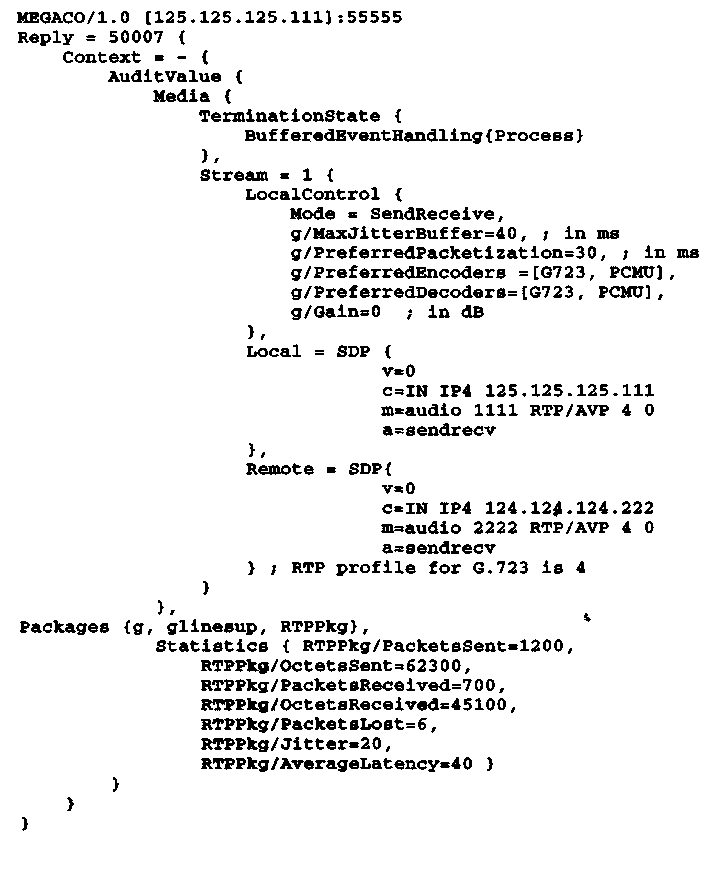 MEGACO/1.0 [125.125.125.111]:55555
Reply = 50007 {
Context = - {
AuditValue {
Media {
TerminationState {
BufferedEventHandling{Process}
},
Stream = 1 {
LocalControl {
Mode = SendReceive,
g/MaxJitterBuffer=40, ; in ms
g/PreferredPacketization=30, ; in ms
g/PreferredEncoders =[G723, PCMU],
g/PreferredDecoders=[G723, PCMU],
g/Gain=0 ; in dB
},
Local = SDP {
v=0
c=IN IP4 125.125.125.111
m=audio 1111 RTP/AVP 4 0
a=sendrecv
},
Remote = SDP{
v=0
c=IN IP4 124.124.124.222
m=audio 2222 RTP/AVP 4 0
a=sendrecv
} ; RTP profile for G.723 is 4
}
},
Packages {g, glinesup, RTPPkg},
Statistics { RTPPkg/PacketsSent=1200,
RTPPkg/OctetsSent=62300,
RTPPkg/PacketsReceived=700,
RTPPkg/OctetsReceived=45100,
RTPPkg/PacketsLost=6,
RTPPkg/Jitter=20,
RTPPkg/AverageLatency=40 }
}
}
}